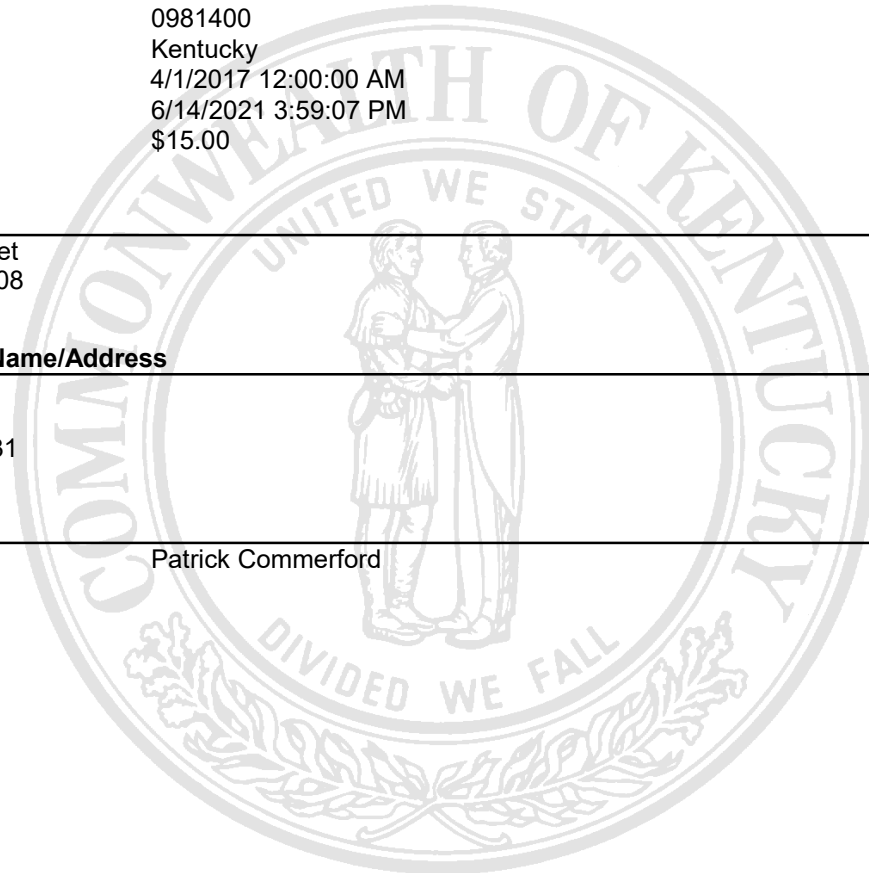 0981400
Kentucky
4/1/2017 12:00:00 AM
6/14/2021 3:59:07 PM
$15.00
COMMONWEALTH OF KENTUCKY
UNITED WE STAND
et
08
Name/Address
31
Patrick Commerford
DIVIDED WE FALL